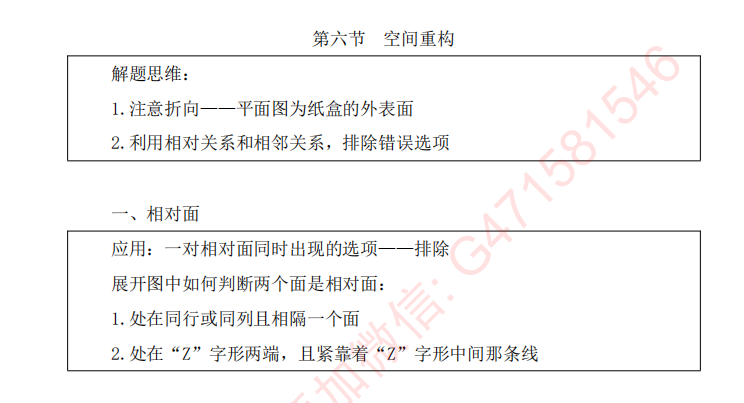 第六节 空间重构
解题思维：
1.注意折向——平面图为纸盒的外表面
2.利用相对关系和相邻关系，排除错误选项
一、相对面
应用：一对相对面同时出现的选项——排除
展开图中如何判断两个面是相对面：
1.处在同行或同列且相隔一个面
2.处在“Z”字形两端，且紧靠着“Z”字形中间那条线
加微信：G471581546